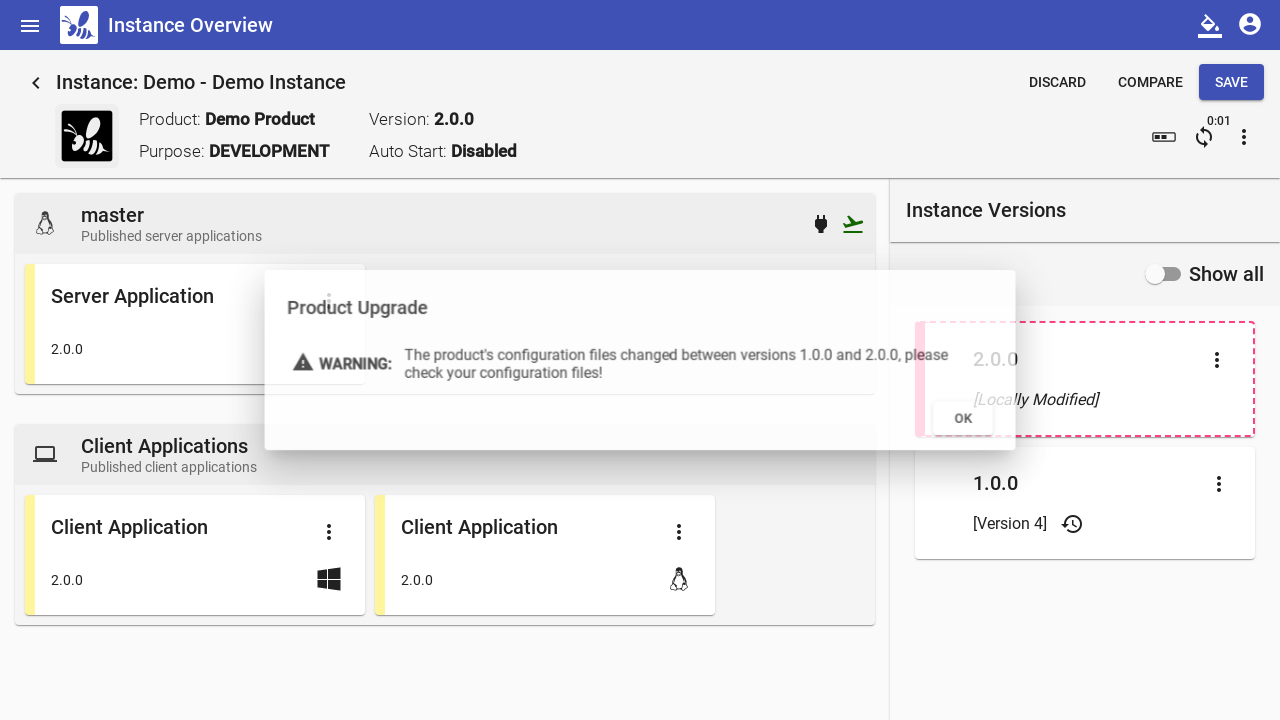 Instance Overview
Instance: Demo - Demo Instance
DISCARD
COMPARE
SAVE
Product: Demo Product
Version: 2.0.0
0:01
Purpose: DEVELOPMENT
Auto Start: Disabled
master
Published server applications
Instance Versions
Show all
Server Application
2.0.0
Product Upgrade
WARNING:
The product's configuration files changed between versions 1.0.0 and 2.0.0, please
check your configuration files!
OK
2.0.0
[Locally Modified]
Client Applications
Published client applications
1.0.0
[Version 4]
Client Application
2.0.0
Client Application
2.0.0